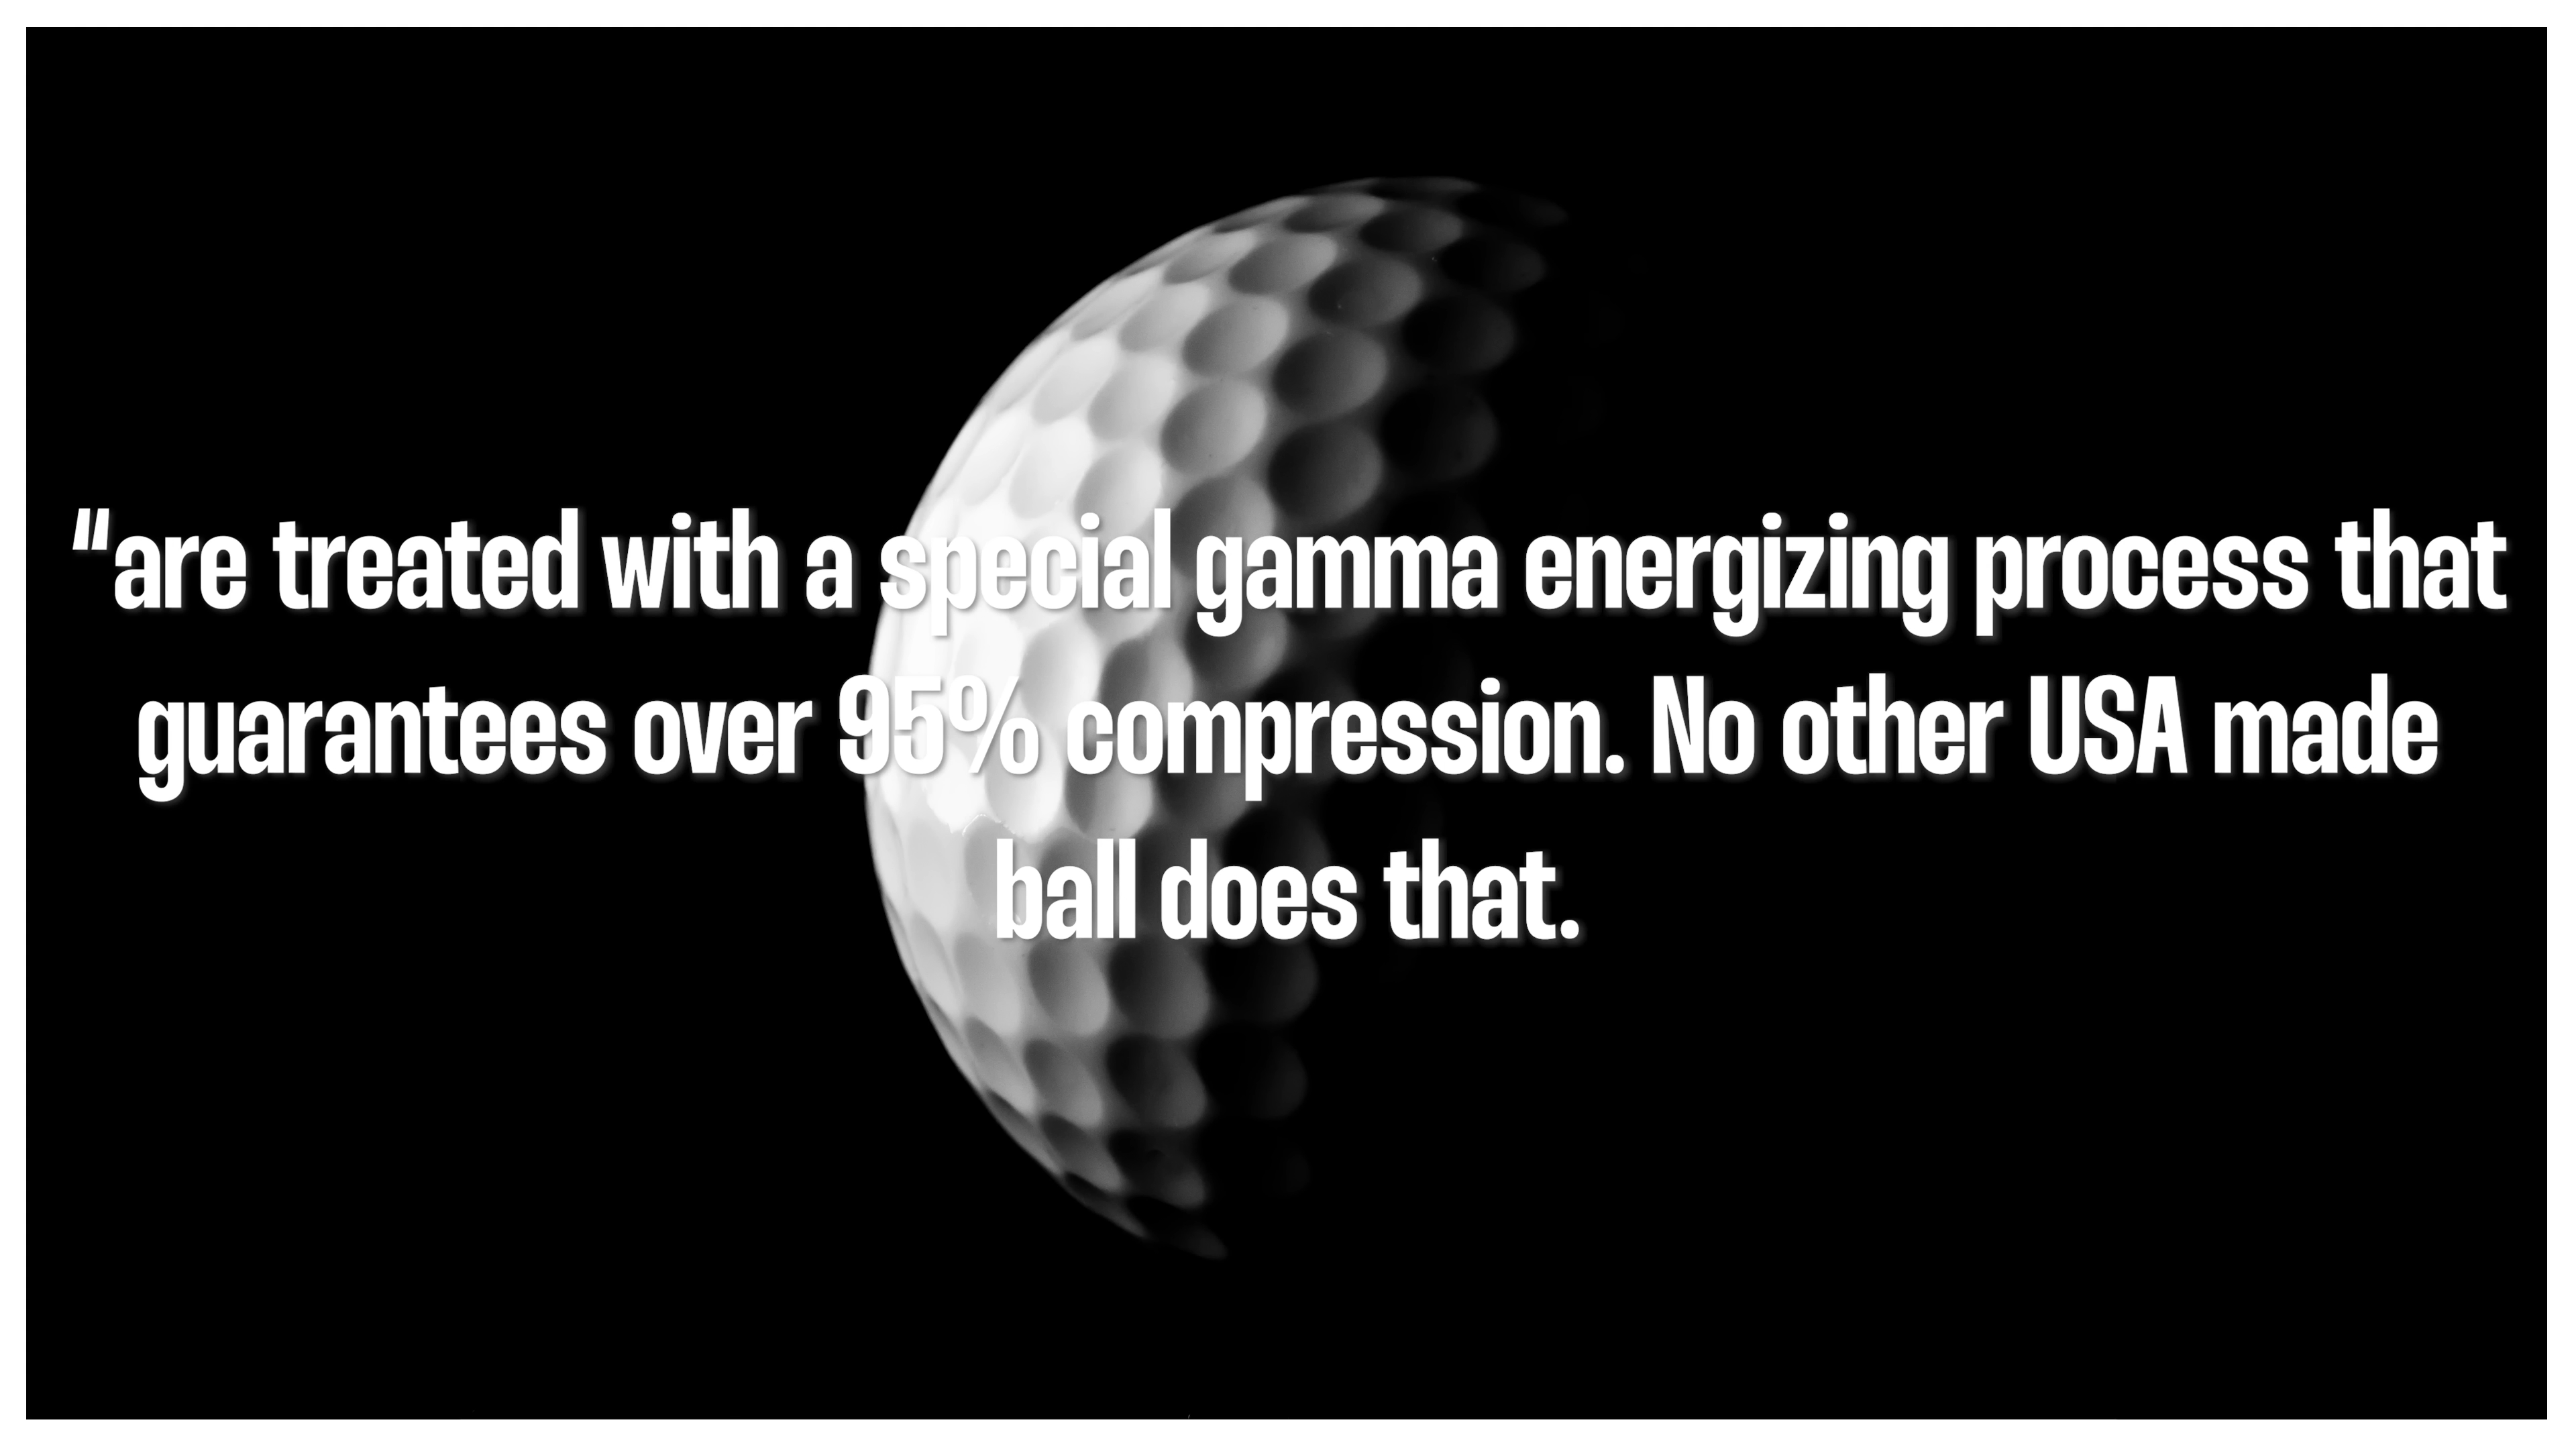 "are treated with a special gamma energizing process that
guarantees over 95% compression. No other USA made
ball does that.